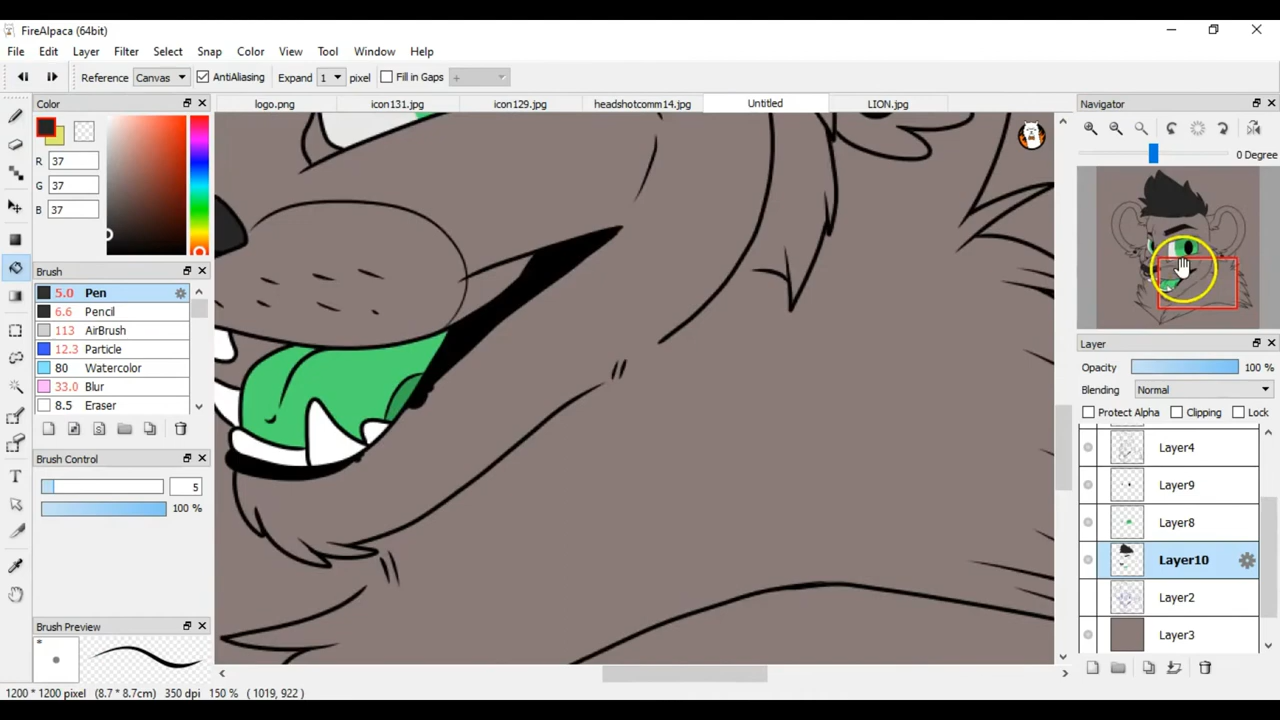 FireAlpaca (64bit)
File Edit Layer Filter Select Snap Color View Tool Window Help
Reference Canvas AntiAliasing Expand 1 pixel Fill in Gaps +
Color
logo.png icon131.jpg icon129.jpg headshotcomm14.jpg Untitled LION.jpg
Navigator
R 37
G 37
B 37
0 Degree
Brush
5.0 Pen
6.6 Pencil
113 AirBrush
12.3 Particle
80 Watercolor
33.0 Blur
8.5 Eraser
Brush Control
5
100 %
Brush Preview
*
Layer
Opacity 100 %
Blending Normal
Protect Alpha Clipping Lock
Layer4
Layer9
Layer8
Layer10
Layer2
Layer3
T
1200 * 1200 pixel (8.7 * 8.7cm) 350 dpi 150 % ( 1019, 922 )